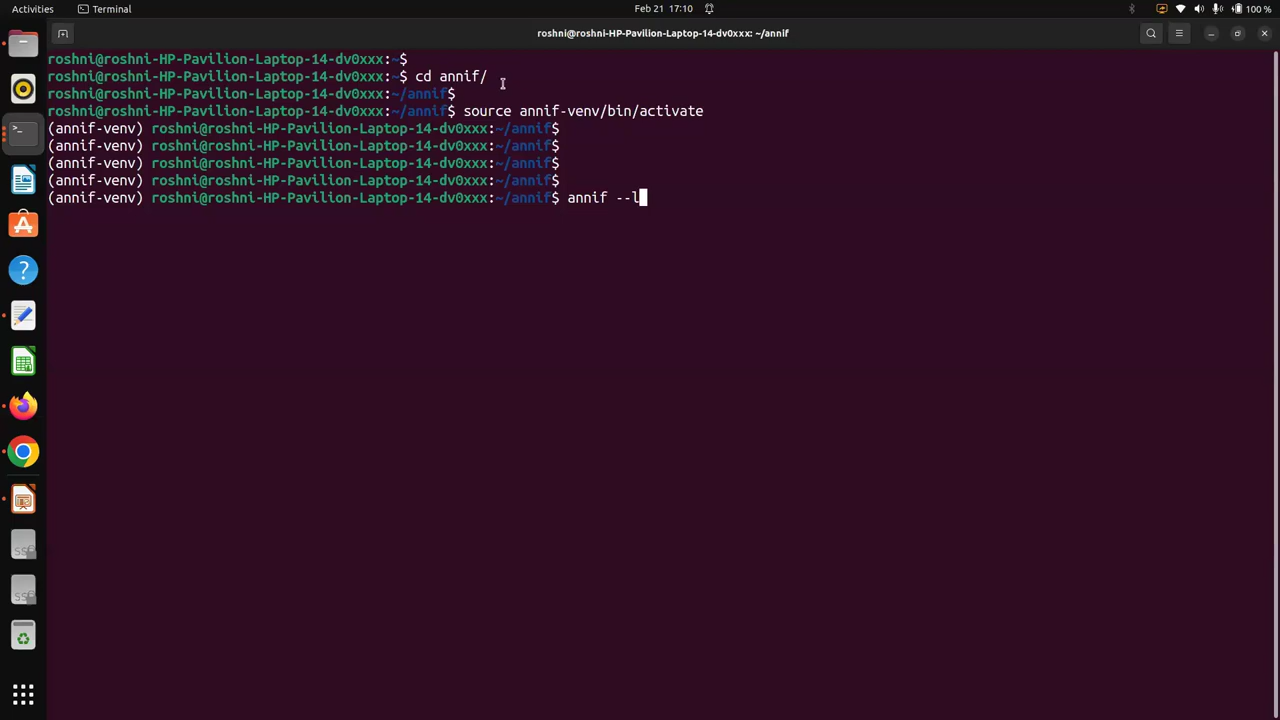 Activities
Terminal
Feb 21 17:10
100 %
roshni@roshni-HP-Pavilion-Laptop-14-dv0xxx: ~/annif
roshni@roshni-HP-Pavilion-Laptop-14-dv0xxx:~$
roshni@roshni-HP-Pavilion-Laptop-14-dv0xxx:~$ cd annif/
roshni@roshni-HP-Pavilion-Laptop-14-dv0xxx:~/annif$
roshni@roshni-HP-Pavilion-Laptop-14-dv0xxx:~/annif$ source annif-venv/bin/activate
(annif-venv) roshni@roshni-HP-Pavilion-Laptop-14-dv0xxx:~/annif$
(annif-venv) roshni@roshni-HP-Pavilion-Laptop-14-dv0xxx:~/annif$
(annif-venv) roshni@roshni-HP-Pavilion-Laptop-14-dv0xxx:~/annif$
(annif-venv) roshni@roshni-HP-Pavilion-Laptop-14-dv0xxx:~/annif$
(annif-venv) roshni@roshni-HP-Pavilion-Laptop-14-dv0xxx:~/annif$ annif --l